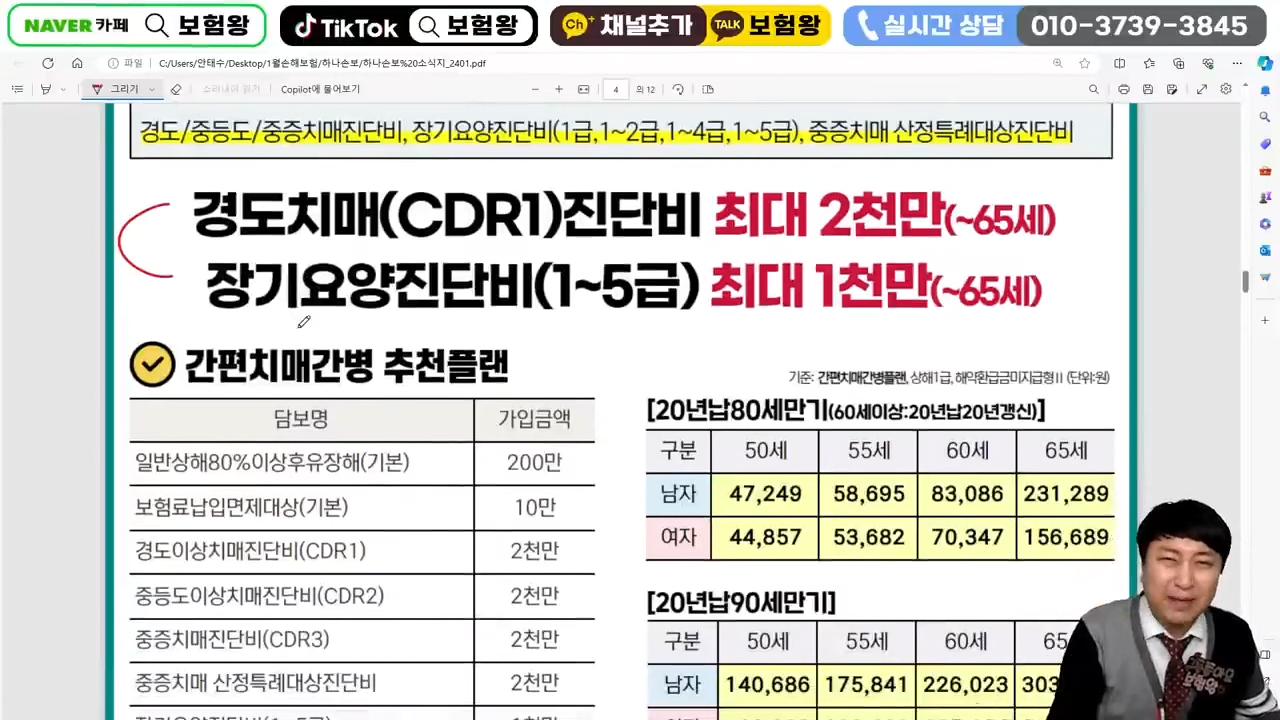 NAVER 카페 보험왕
TikTok 보험왕
Ch+ 채널추가 TALK 보험왕
실시간 상담 010-3739-3845
파일 C:/Users/안태수/Desktop/1월손해보험/하나손보/하나손보%20소식지_2401.pdf
그리기 소리내어 읽기 Copilot에 물어보기 4 의 12
경도/중등도/중증치매진단비, 장기요양진단비(1급,1~2급,1~4급,1~5급), 중증치매 산정특례대상진단비
경도치매(CDR1)진단비 최대 2천만(~65세)
장기요양진단비(1~5급) 최대 1천만(~65세)
간편치매간병 추천플랜
기준: 간편치매간병플랜, 상해1급, 해약환급금미지급형Ⅱ (단위:원)
담보명 가입금액
일반상해80%이상후유장해(기본) 200만
보험료납입면제대상(기본) 10만
경도이상치매진단비(CDR1) 2천만
중등도이상치매진단비(CDR2) 2천만
중증치매진단비(CDR3) 2천만
중증치매 산정특례대상진단비 2천만
[20년납80세만기(60세이상:20년납20년갱신)]
구분 50세 55세 60세 65세
남자 47,249 58,695 83,086 231,289
여자 44,857 53,682 70,347 156,689
[20년납90세만기]
구분 50세 55세 60세 65
남자 140,686 175,841 226,023 303